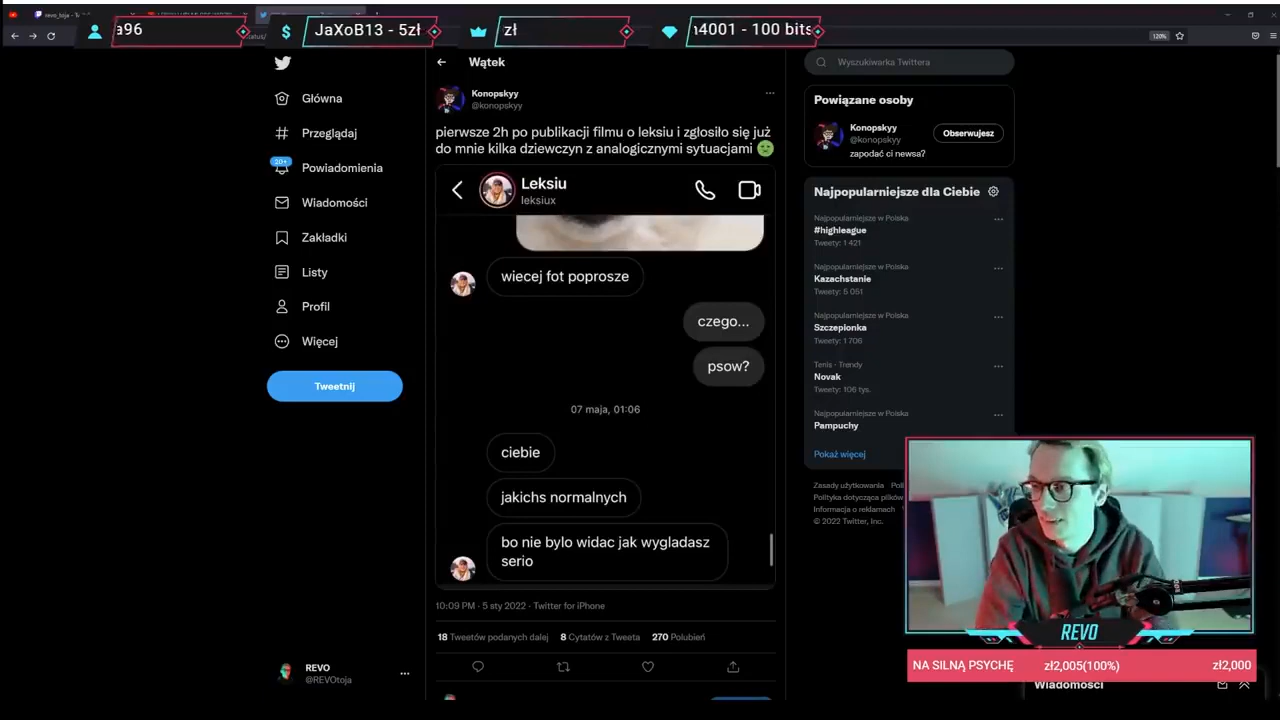 revo_toja - Tw
a96
JaXoB13 - 5zł
zł
14001 - 100 bits
120%
Główna
Przeglądaj
20+
Powiadomienia
Wiadomości
Zakładki
Listy
Profil
Więcej
Tweetnij
REVO
@REVOtoja
Wątek
Konopskyy
@konopskyy
pierwsze 2h po publikacji filmu o leksiu i zgłosiło się już
do mnie kilka dziewczyn z analogicznymi sytuacjami
Leksiu
leksiux
wiecej fot poprosze
czego...
psow?
07 maja, 01:06
ciebie
jakichs normalnych
bo nie bylo widac jak wygladasz
serio
10:09 PM · 5 sty 2022 · Twitter for iPhone
18 Tweetów podanych dalej 8 Cytatów z Tweeta 270 Polubień
Wyszukiwarka Twittera
Powiązane osoby
Konopskyy
@konopskyy
Obserwujesz
zapodać ci newsa?
Najpopularniejsze dla Ciebie
Najpopularniejsze w Polska
#highleague
Tweety: 1 421
Najpopularniejsze w Polska
Kazachstanie
Tweety: 5 051
Najpopularniejsze w Polska
Szczepionka
Tweety: 1 706
Tenis - Trendy
Novak
Tweety: 106 tys.
Najpopularniejsze w Polska
Pampuchy
Pokaż więcej
Zasady użytkowania
Polityka dotycząca plików
Informacja o reklamach
© 2022 Twitter, Inc.
REVO
NA SILNĄ PSYCHĘ zł2,005(100%) zł2,000
Wiadomości